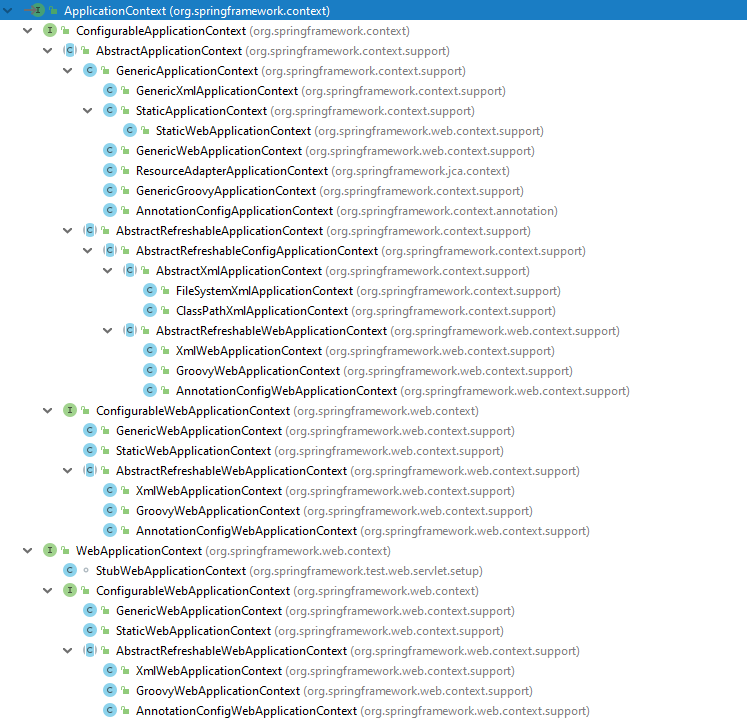 ApplicationContext (org.springframework.context)
ConfigurableApplicationContext (org.springframework.context)
AbstractApplicationContext (org.springframework.context.support)
GenericApplicationContext (org.springframework.context.support)
GenericXmlApplicationContext (org.springframework.context.support)
StaticApplicationContext (org.springframework.context.support)
StaticWebApplicationContext (org.springframework.web.context.support)
GenericWebApplicationContext (org.springframework.web.context.support)
ResourceAdapterApplicationContext (org.springframework.jca.context)
GenericGroovyApplicationContext (org.springframework.context.support)
AnnotationConfigApplicationContext (org.springframework.context.annotation)
AbstractRefreshableApplicationContext (org.springframework.context.support)
AbstractRefreshableConfigApplicationContext (org.springframework.context.support)
AbstractXmlApplicationContext (org.springframework.context.support)
FileSystemXmlApplicationContext (org.springframework.context.support)
ClassPathXmlApplicationContext (org.springframework.context.support)
AbstractRefreshableWebApplicationContext (org.springframework.web.context.support)
XmlWebApplicationContext (org.springframework.web.context.support)
GroovyWebApplicationContext (org.springframework.web.context.support)
AnnotationConfigWebApplicationContext (org.springframework.web.context.support)
ConfigurableWebApplicationContext (org.springframework.web.context)
GenericWebApplicationContext (org.springframework.web.context.support)
StaticWebApplicationContext (org.springframework.web.context.support)
AbstractRefreshableWebApplicationContext (org.springframework.web.context.support)
XmlWebApplicationContext (org.springframework.web.context.support)
GroovyWebApplicationContext (org.springframework.web.context.support)
AnnotationConfigWebApplicationContext (org.springframework.web.context.support)
WebApplicationContext (org.springframework.web.context)
StubWebApplicationContext (org.springframework.test.web.servlet.setup)
ConfigurableWebApplicationContext (org.springframework.web.context)
GenericWebApplicationContext (org.springframework.web.context.support)
StaticWebApplicationContext (org.springframework.web.context.support)
AbstractRefreshableWebApplicationContext (org.springframework.web.context.support)
XmlWebApplicationContext (org.springframework.web.context.support)
GroovyWebApplicationContext (org.springframework.web.context.support)
AnnotationConfigWebApplicationContext (org.springframework.web.context.support)